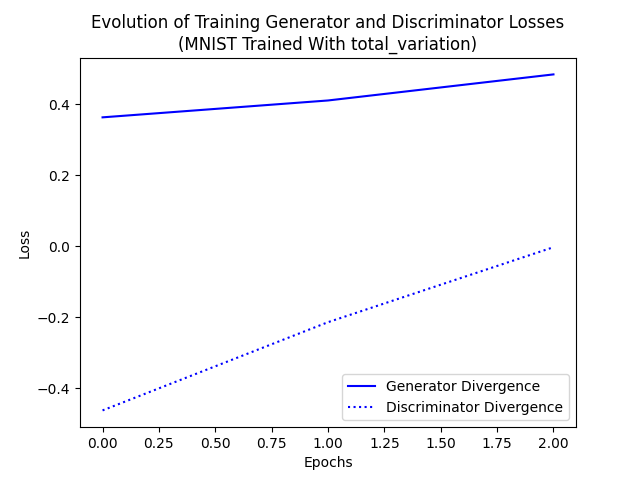 Evolution of Training Generator and Discriminator Losses
(MNIST Trained With total_variation)
Loss
0.4
0.2
0.0
−0.2
−0.4
Generator Divergence
Discriminator Divergence
0.00 0.25 0.50 0.75 1.00 1.25 1.50 1.75 2.00
Epochs